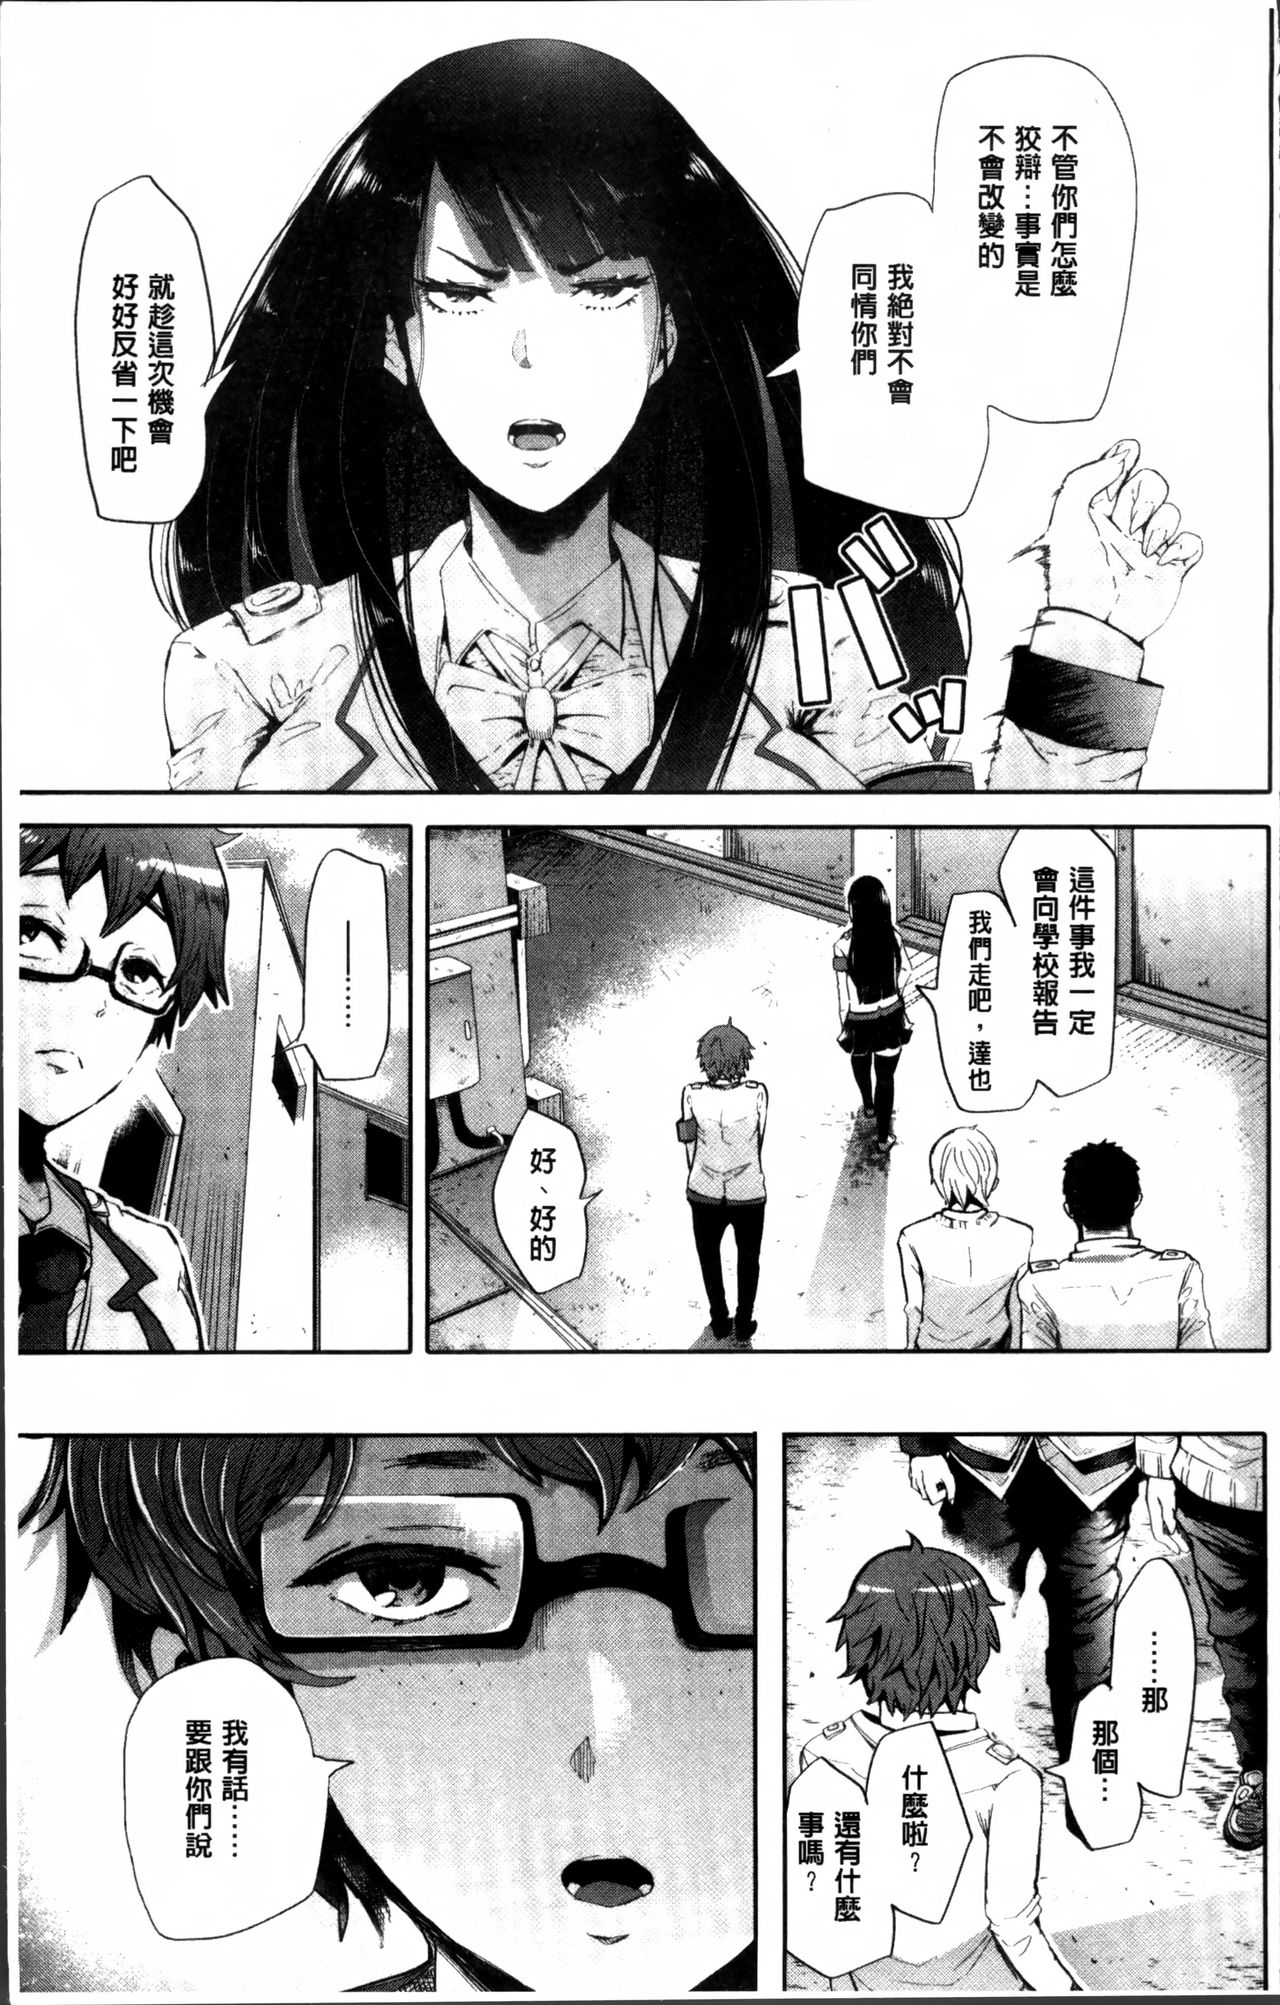 不管你們怎麼
狡辯…事實是
不會改變的
我絕對不會
同情你們
就趁這次機會
好好反省一下吧
這件事我一定
會向學校報告
我們走吧，達也
好、好的
………
……那
那個…
什麼啦？
還有什麼
事嗎？
我有話……
要跟你們說